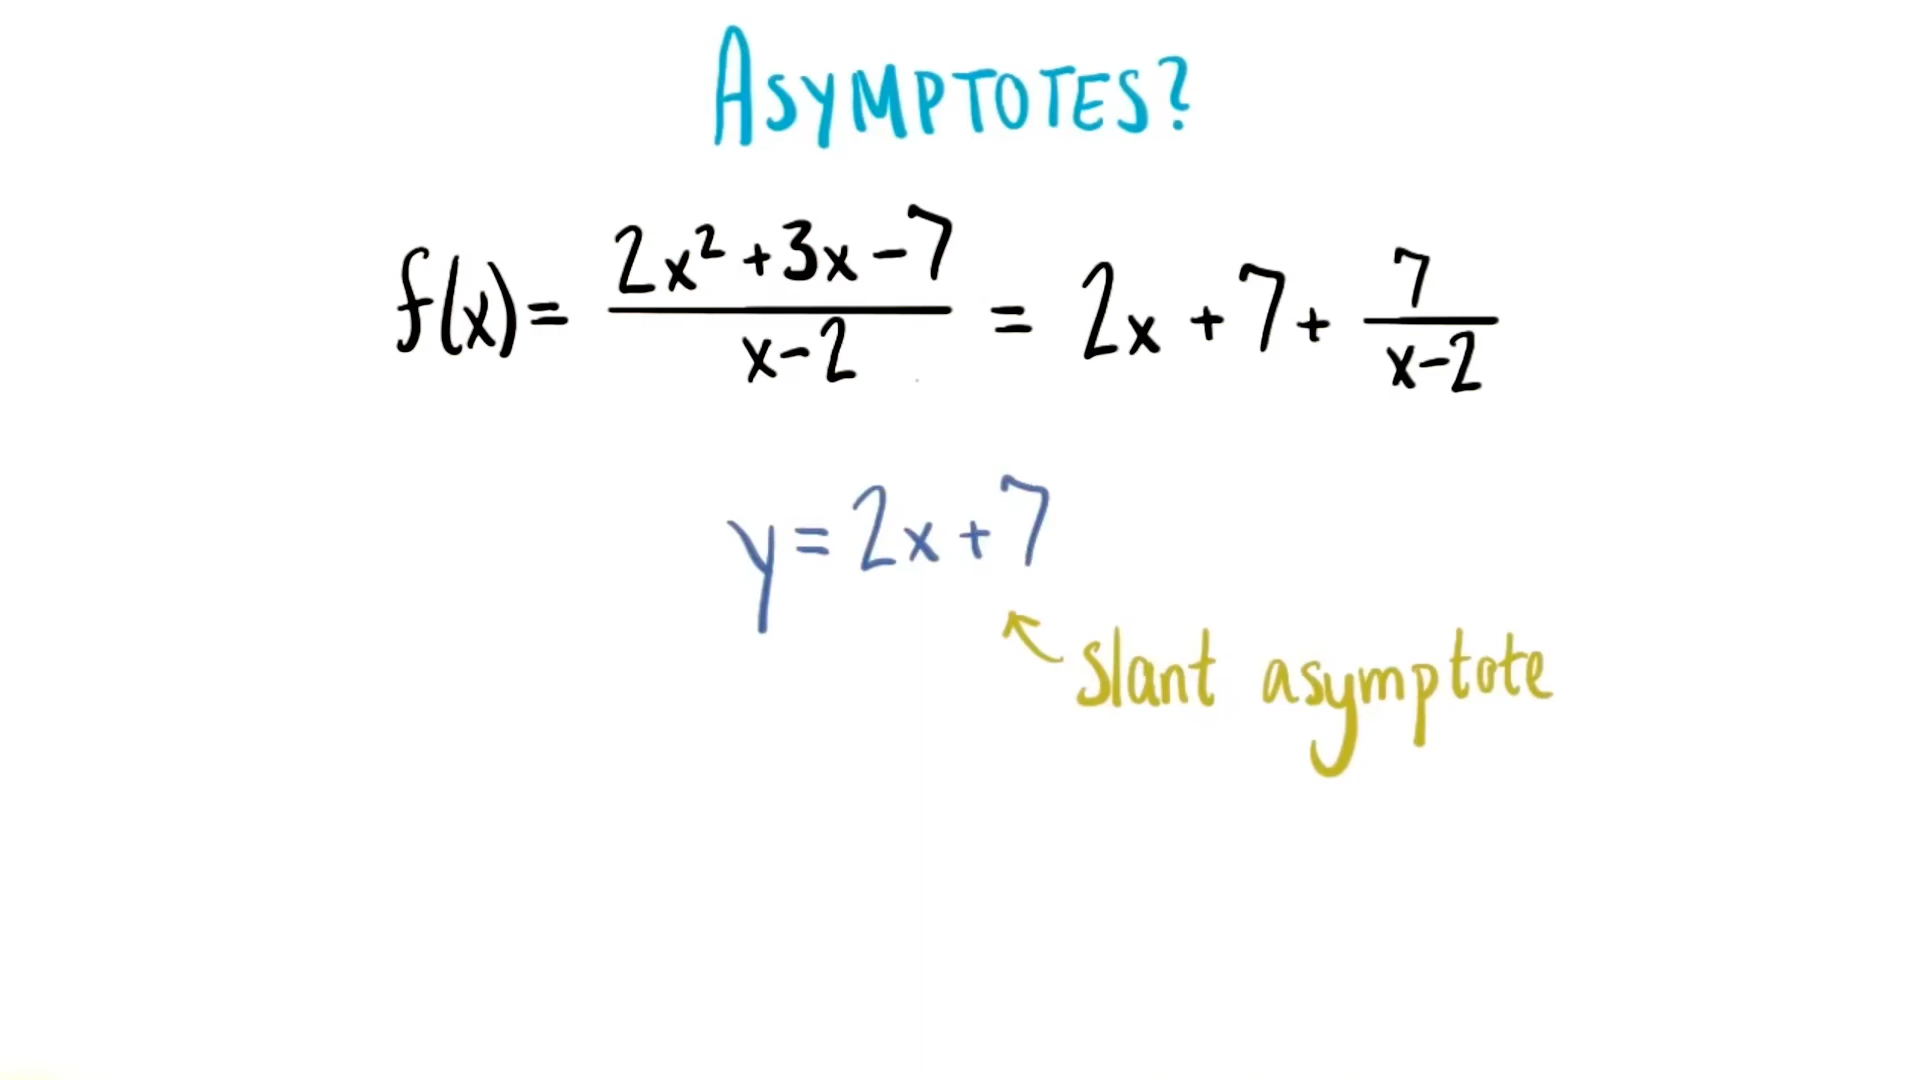 ASYMPTOTES?
f(x) = (2x² + 3x - 7)/(x - 2) = 2x + 7 + 7/(x - 2)
y = 2x + 7
slant asymptote